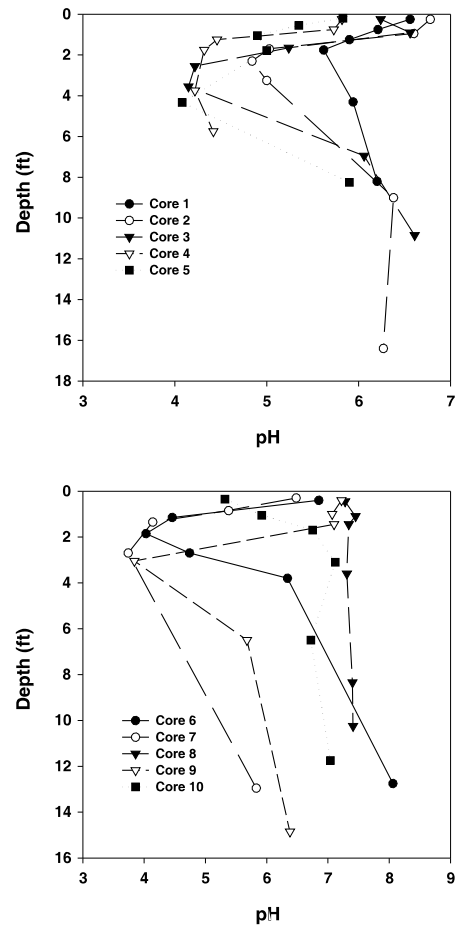 0
2
4
6
8
10
12
14
16
18
Depth (ft)
Core 1
Core 2
Core 3
Core 4
Core 5
3 4 5 6 7
pH
0
2
4
6
8
10
12
14
16
Depth (ft)
Core 6
Core 7
Core 8
Core 9
Core 10
3 4 5 6 7 8 9
pH